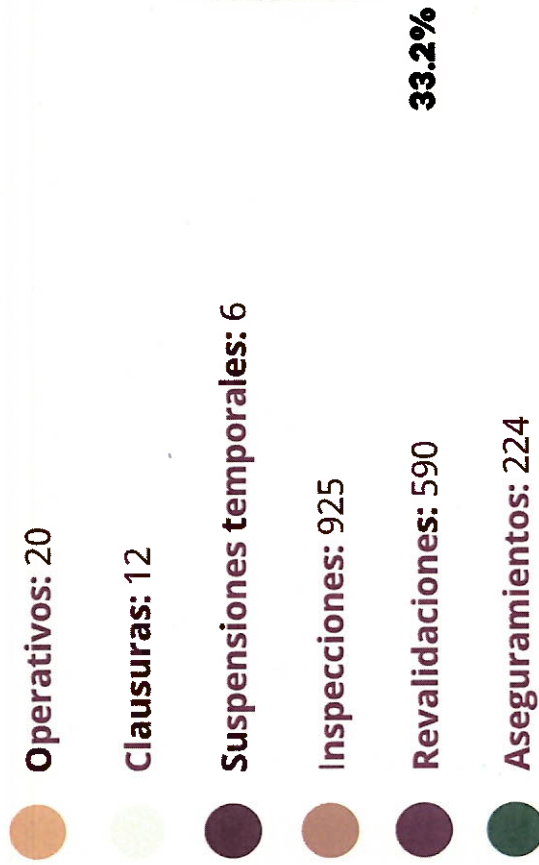 Operativos: 20
Clausuras: 12
Suspensiones temporales: 6
Inspecciones: 925
Revalidaciones: 590
33.2%
Aseguramientos: 224